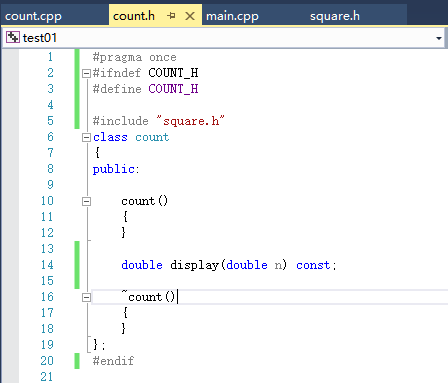 count.cpp count.h main.cpp square.h
test01
1 #pragma once
2 #ifndef COUNT_H
3 #define COUNT_H
4
5 #include "square.h"
6 class count
7 {
8 public:
9
10 count()
11 {
12 }
13
14 double display(double n) const;
15
16 ~count()
17 {
18 }
19 };
20 #endif
21